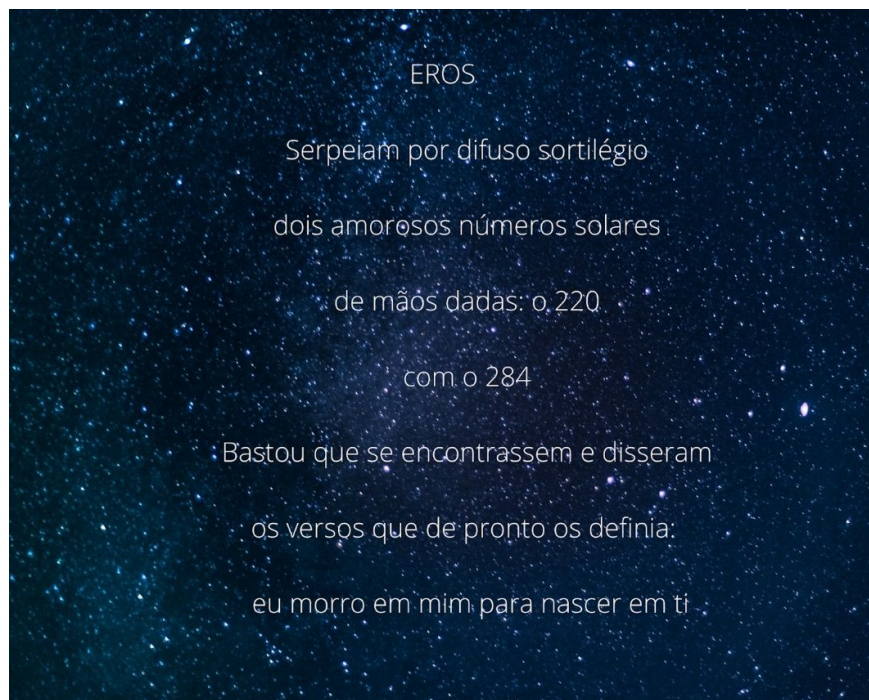 EROS
Serpeiam por difuso sortilégio
dois amorosos números solares
de mãos dadas: o 220
com o 284
Bastou que se encontrassem e disseram
os versos que de pronto os definia:
eu morro em mim para nascer em ti